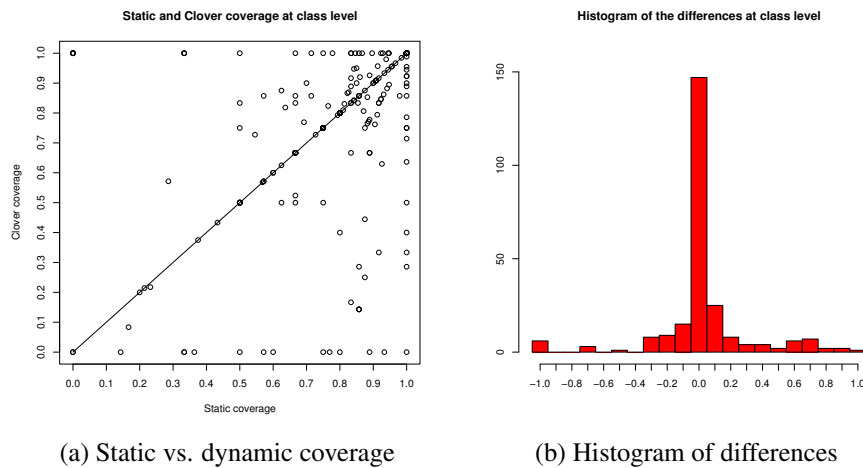 Static and Clover coverage at class level
Clover coverage
1.0
0.9
0.8
0.7
0.6
0.5
0.4
0.3
0.2
0.1
0.0
0.0 0.1 0.2 0.3 0.4 0.5 0.6 0.7 0.8 0.9 1.0
Static coverage
(a) Static vs. dynamic coverage
Histogram of the differences at class level
150
100
50
0
−1.0 −0.8 −0.6 −0.4 −0.2 0.0 0.2 0.4 0.6 0.8 1.0
(b) Histogram of differences